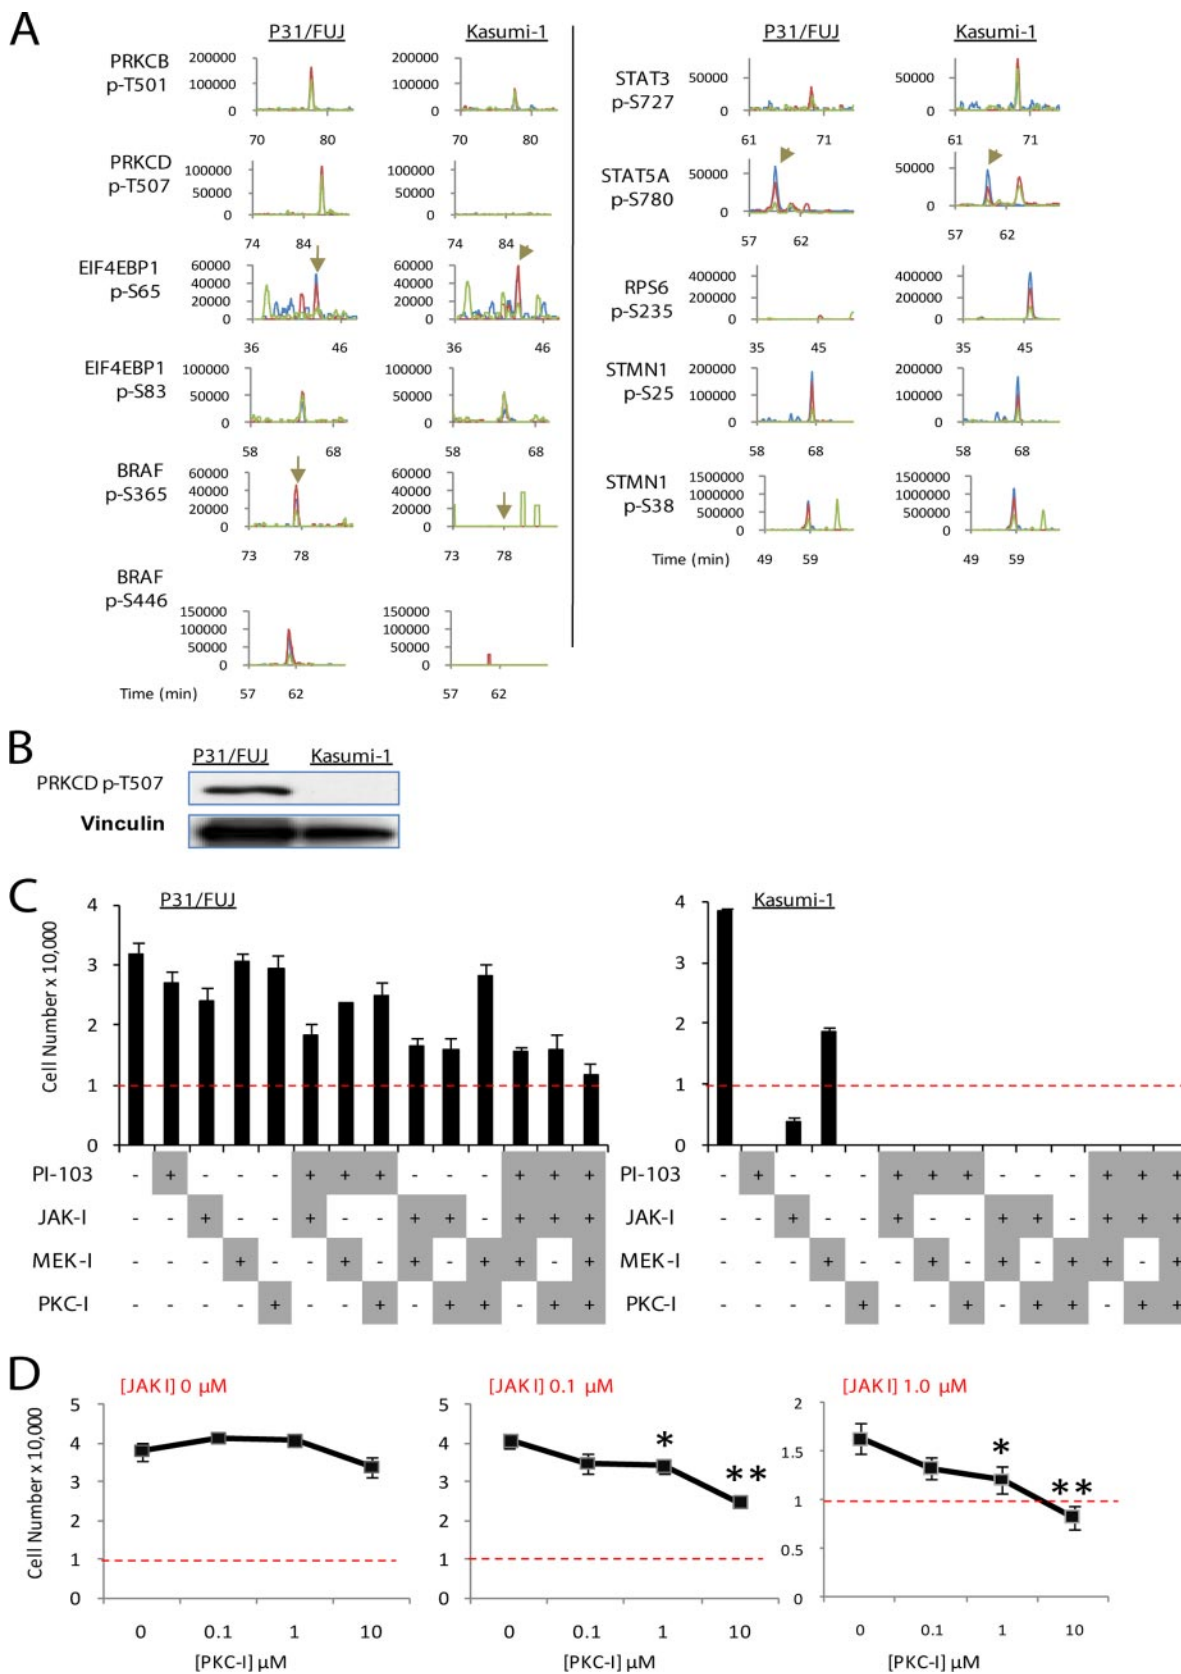 A
P31/FUJ Kasumi-1
PRKCB
p-T501
200000 200000
100000 100000
0 0
70 80 70 80
PRKCD
p-T507
100000 100000
50000 50000
0 0
74 84 74 84
EIF4EBP1
p-S65
60000 60000
40000 40000
20000 20000
0 0
36 46 36 46
EIF4EBP1
p-S83
100000 100000
50000 50000
0 0
58 68 58 68
BRAF
p-S365
60000 60000
40000 40000
20000 20000
0 0
73 78 73 78
BRAF
p-S446
150000 150000
100000 100000
50000 50000
0 0
Time (min) 57 62 57 62
P31/FUJ Kasumi-1
STAT3
p-S727
50000 50000
0 0
61 71 61 71
STAT5A
p-S780
50000 50000
0 0
57 62 57 62
RPS6
p-S235
400000 400000
200000 200000
0 0
35 45 35 45
STMN1
p-S25
200000 200000
100000 100000
0 0
58 68 58 68
STMN1
p-S38
1500000 1500000
1000000 1000000
500000 500000
0 0
Time (min) 49 59 49 59
B
P31/FUJ Kasumi-1
PRKCD p-T507
Vinculin
C
P31/FUJ
Cell Number x 10,000
4
3
2
1
0
PI-103 - + - - - + + + - - - + + +
JAK-I - - + - - + - - + + - + + +
MEK-I - - - + - - + - + - + + - +
PKC-I - - - - + - - + - + + - + +
Kasumi-1
4
3
2
1
0
PI-103 - + - - - + + + - - - + + +
JAK-I - - + - - + - - + + - + + +
MEK-I - - - + - - + - + - + + - +
PKC-I - - - - + - - + - + + - + +
D
[JAK I] 0 µM
Cell Number x 10,000
5
4
3
2
1
0
0 0.1 1 10
[PKC-I] µM
[JAK I] 0.1 µM
5
4
3
2
1
0
*
**
0 0.1 1 10
[PKC-I] µM
[JAK I] 1.0 µM
2
1.5
1
0.5
0
*
**
0 0.1 1 10
[PKC-I] µM